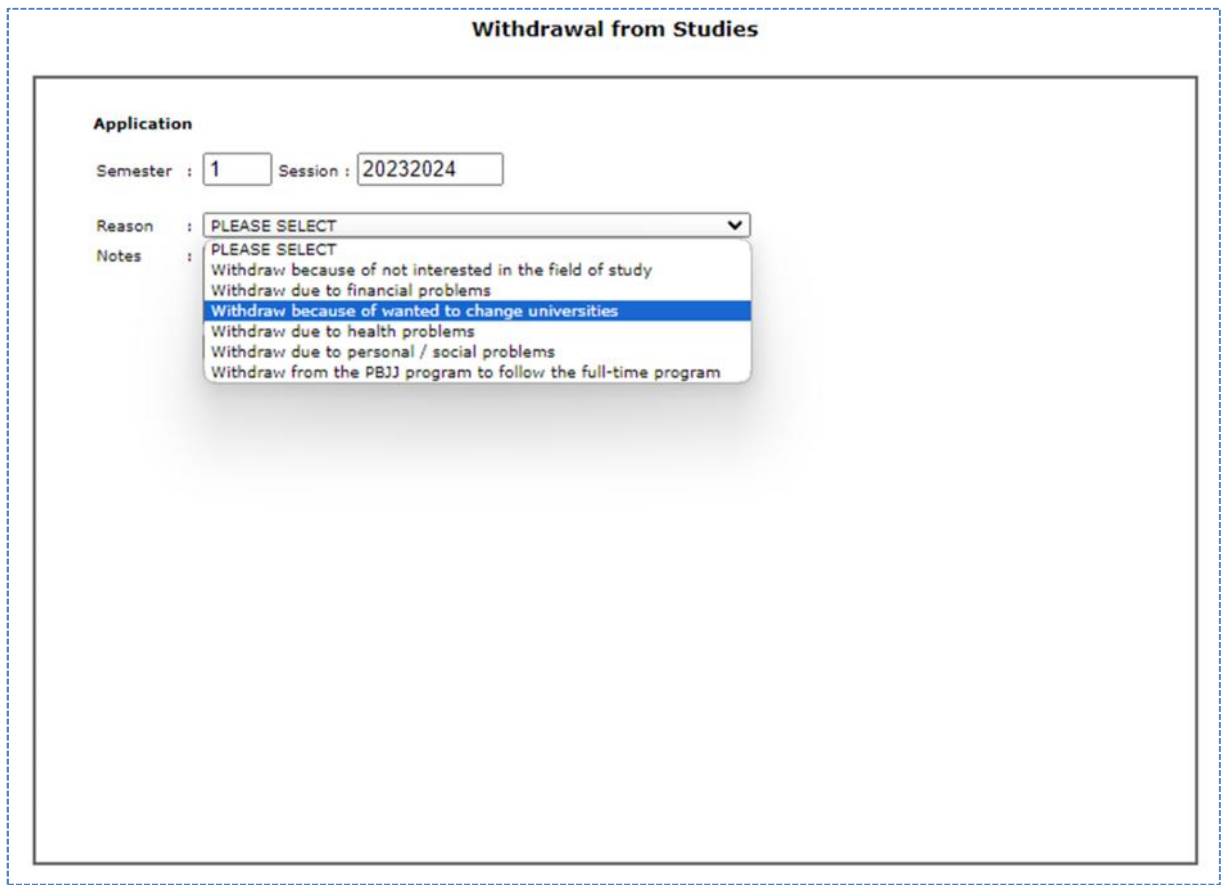 Withdrawal from Studies
Application
Semester : 1 Session : 20232024
Reason : PLEASE SELECT
Notes : PLEASE SELECT
Withdraw because of not interested in the field of study
Withdraw due to financial problems
Withdraw because of wanted to change universities
Withdraw due to health problems
Withdraw due to personal / social problems
Withdraw from the PBJJ program to follow the full-time program